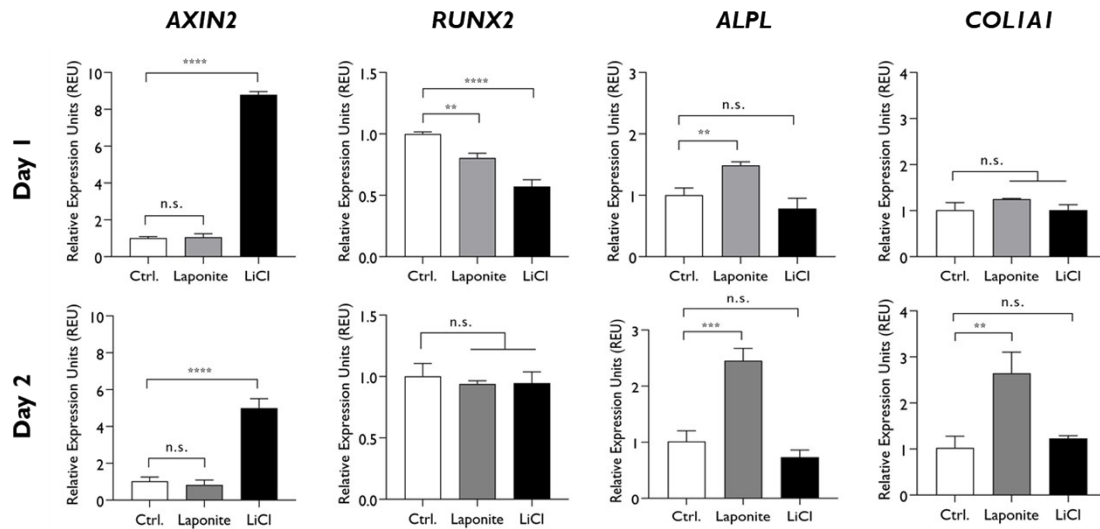 AXIN2 RUNX2 ALPL COL1A1
Day 1
Relative Expression Units (REU)
10
8
6
4
2
0
****
n.s.
Ctrl. Laponite LiCl
Relative Expression Units (REU)
1.5
1.0
0.5
0.0
****
**
Ctrl. Laponite LiCl
Relative Expression Units (REU)
3
2
1
0
n.s.
**
Ctrl. Laponite LiCl
Relative Expression Units (REU)
4
3
2
1
0
n.s.
Ctrl. Laponite LiCl
Day 2
Relative Expression Units (REU)
10
8
6
4
2
0
****
n.s.
Ctrl. Laponite LiCl
Relative Expression Units (REU)
1.5
1.0
0.5
0.0
n.s.
Ctrl. Laponite LiCl
Relative Expression Units (REU)
3
2
1
0
n.s.
***
Ctrl. Laponite LiCl
Relative Expression Units (REU)
4
3
2
1
0
n.s.
**
Ctrl. Laponite LiCl